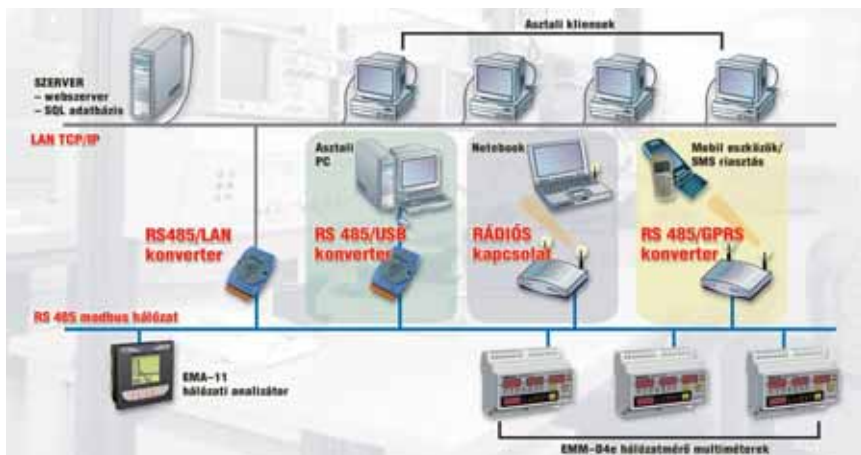 Asztali kliensek
SZERVER
– webszerver
– SQL adatbázis
LAN TCP/IP
Asztali
PC
Notebook
Mobil eszközök/
SMS riasztás
RS485/LAN
konverter
RS 485/USB
konverter
RÁDIÓS
kapcsolat
RS 485/GPRS
konverter
RS 485 modbus hálózat
EMA–11
hálózati analizátor
EMM–04e hálózatmérő multiméterek